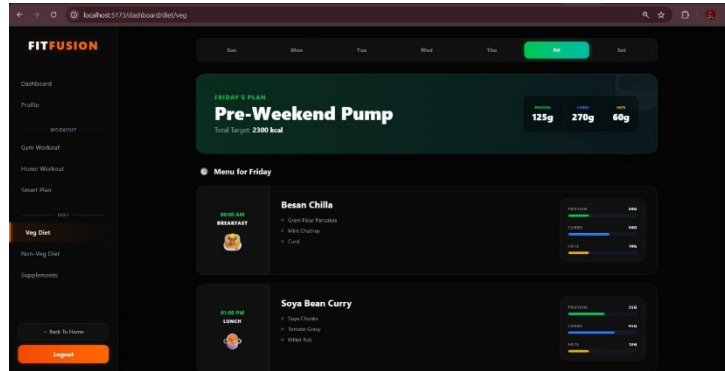 localhost:5173/dashboard/diet/veg
FITFUSION
Sun Mon Tue Wed Thu Fri Sat
Dashboard
Profile
WORKOUT
Gym Workout
Home Workout
Smart Plan
DIET
Veg Diet
Non-Veg Diet
Supplements
← Back To Home
Logout
FRIDAY'S PLAN
Pre-Weekend Pump
Total Target: 2300 kcal
PROTEIN CARBS FATS
125g 270g 60g
Menu for Friday
08:00 AM
BREAKFAST
Besan Chilla
Gram Flour Pancakes
Mint Chutney
Curd
PROTEIN
CARBS
FATS
01:00 PM
LUNCH
Soya Bean Curry
Soya Chunks
Tomato Gravy
Millet Roti
PROTEIN
CARBS
FATS